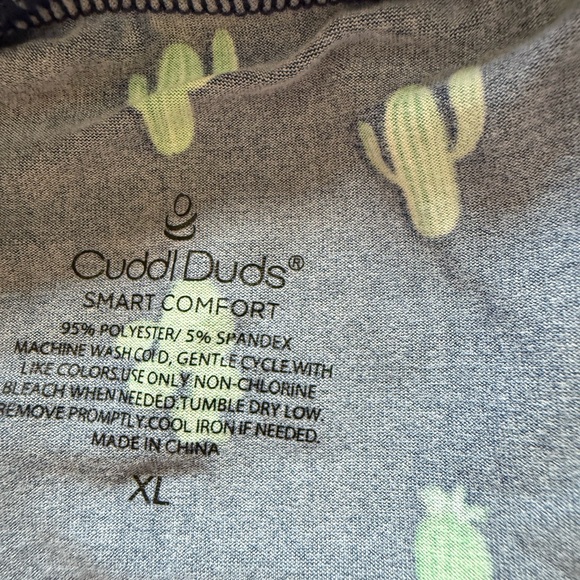 Cuddl Duds®
SMART COMFORT
95% POLYESTER/ 5% SPANDEX
MACHINE WASH COLD, GENTLE CYCLE.WITH
LIKE COLORS.USE ONLY NON-CHLORINE
BLEACH WHEN NEEDED.TUMBLE DRY LOW.
REMOVE PROMPTLY.COOL IRON IF NEEDED.
MADE IN CHINA
XL